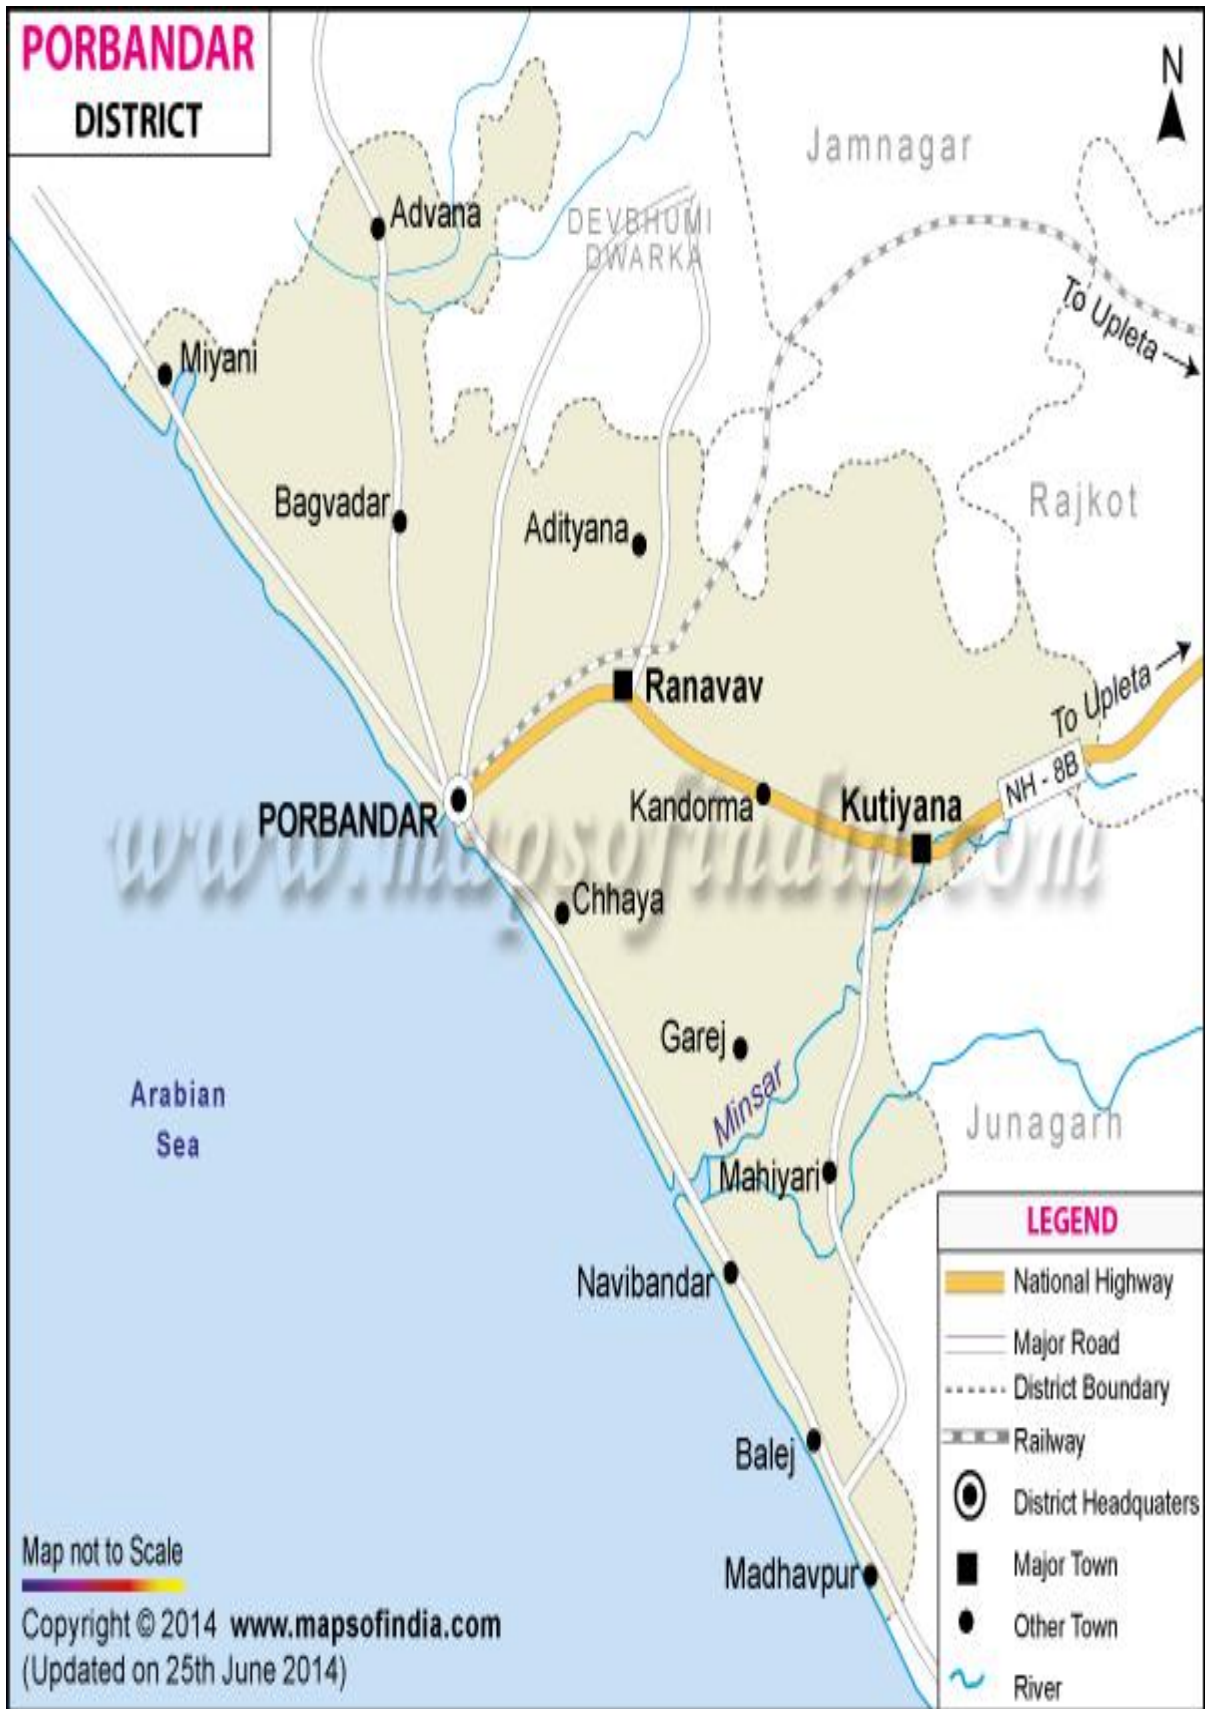 PORBANDAR
DISTRICT
N
Jamnagar
Advana
DEVBHUMI
DWARKA
To Upleta
Miyani
Bagvadar
Adityana
Rajkot
Ranavav
To Upleta
NH - 8B
Kandorma
Kutiyana
PORBANDAR
www.mapsofindia.com
Chhaya
Garej
Minsar
Arabian
Sea
Junagarh
Mahiyari
Navibandar
Balej
Madhavpur
LEGEND
National Highway
Major Road
District Boundary
Railway
District Headquaters
Major Town
Other Town
River
Map not to Scale
Copyright © 2014 www.mapsofindia.com
(Updated on 25th June 2014)